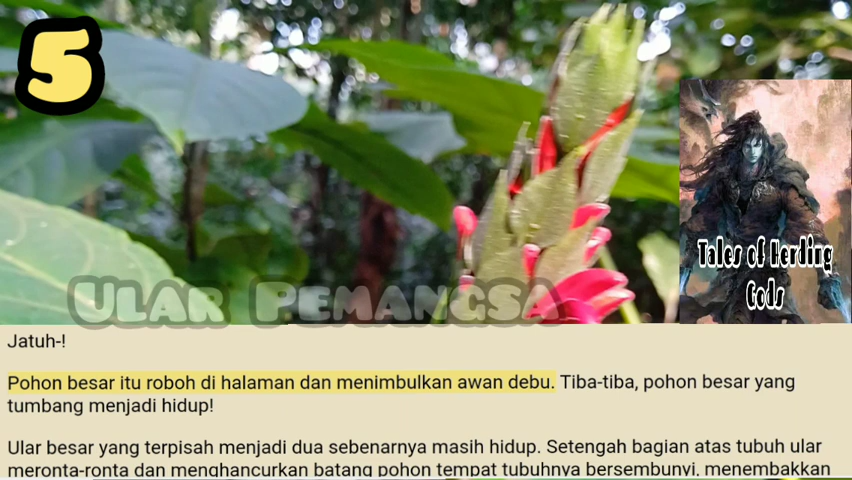 5
Tales of Herding
Gods
Ular Pemangsa
Jatuh-!
Pohon besar itu roboh di halaman dan menimbulkan awan debu. Tiba-tiba, pohon besar yang
tumbang menjadi hidup!
Ular besar yang terpisah menjadi dua sebenarnya masih hidup. Setengah bagian atas tubuh ular
meronta-ronta dan menghancurkan batang pohon tempat tubuhnya bersembunyi, menembakkan